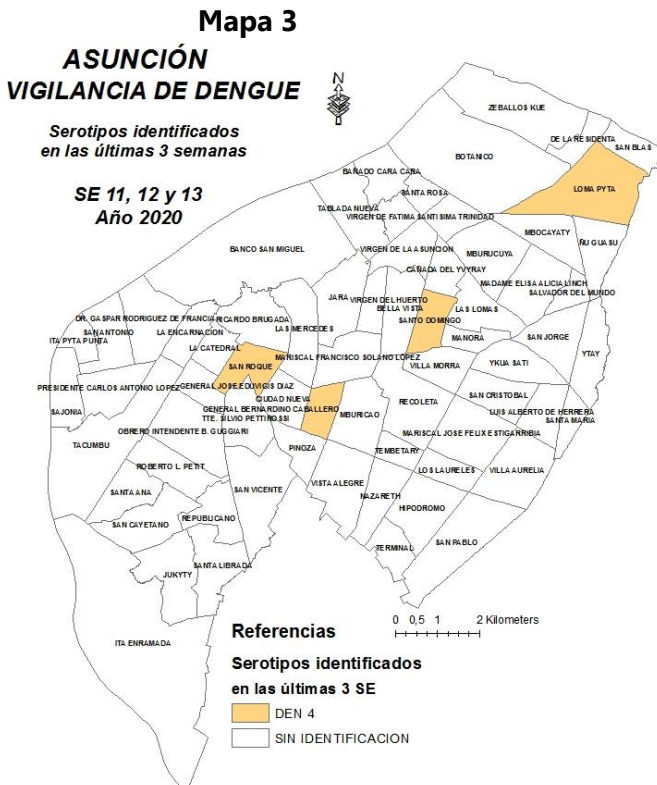 Mapa 3
ASUNCIÓN
VIGILANCIA DE DENGUE
N
Serotipos identificados
en las últimas 3 semanas
SE 11, 12 y 13
Año 2020
ZEBALLOS KUE
DE LA RESIDENTA
SAN BLAS
BOTANICO
BAÑADO CARA CARA
LOMA PYTA
SANTA ROSA
TABLADA NUEVA
VIRGEN DE FATIMA SANTISIMA TRINIDAD
MBOCAYATY
ÑU GUASU
BANCO SAN MIGUEL
VIRGEN DE LA ASUNCION
MBURUCUYA
CAÑADA DEL YVYRAY
MADAME ELISA ALICIA LINCH
SALVADOR DEL MUNDO
JARA
VIRGEN DEL HUERTO
BELLA VISTA
LAS LOMAS
DR. GASPAR RODRIGUEZ DE FRANCIA
RICARDO BRUGADA
SANTO DOMINGO
SAN ANTONIO
LA ENCARNACION
LAS MERCEDES
ITA PYTA PUNTA
MANORA
SAN JORGE
LA CATEDRAL
MARISCAL FRANCISCO SOLANO LOPEZ
YTAY
SAN ROQUE
VILLA MORRA
YKUA SATI
PRESIDENTE CARLOS ANTONIO LOPEZ
GENERAL JOSE EDUVIGIS DIAZ
CIUDAD NUEVA
RECOLETA
SAN CRISTOBAL
SAJONIA
GENERAL BERNARDINO CABALLERO
MBURICAO
LUIS ALBERTO DE HERRERA
TTE. SILVIO PETTIROSSI
SANTA MARIA
OBRERO INTENDENTE B. GUGGIARI
MARISCAL JOSE FELIX ESTIGARRIBIA
TACUMBU
PINOZA
TEMBETARY
ROBERTO L. PETIT
LOS LAURELES
VILLA AURELIA
VISTA ALEGRE
SANTA ANA
SAN VICENTE
NAZARETH
HIPODROMO
SAN CAYETANO
REPUBLICANO
TERMINAL
SAN PABLO
SANTA LIBRADA
JUKYTY
ITA ENRAMADA
0 0,5 1 2 Kilometers
Referencias
Serotipos identificados
en las últimas 3 SE
DEN 4
SIN IDENTIFICACION